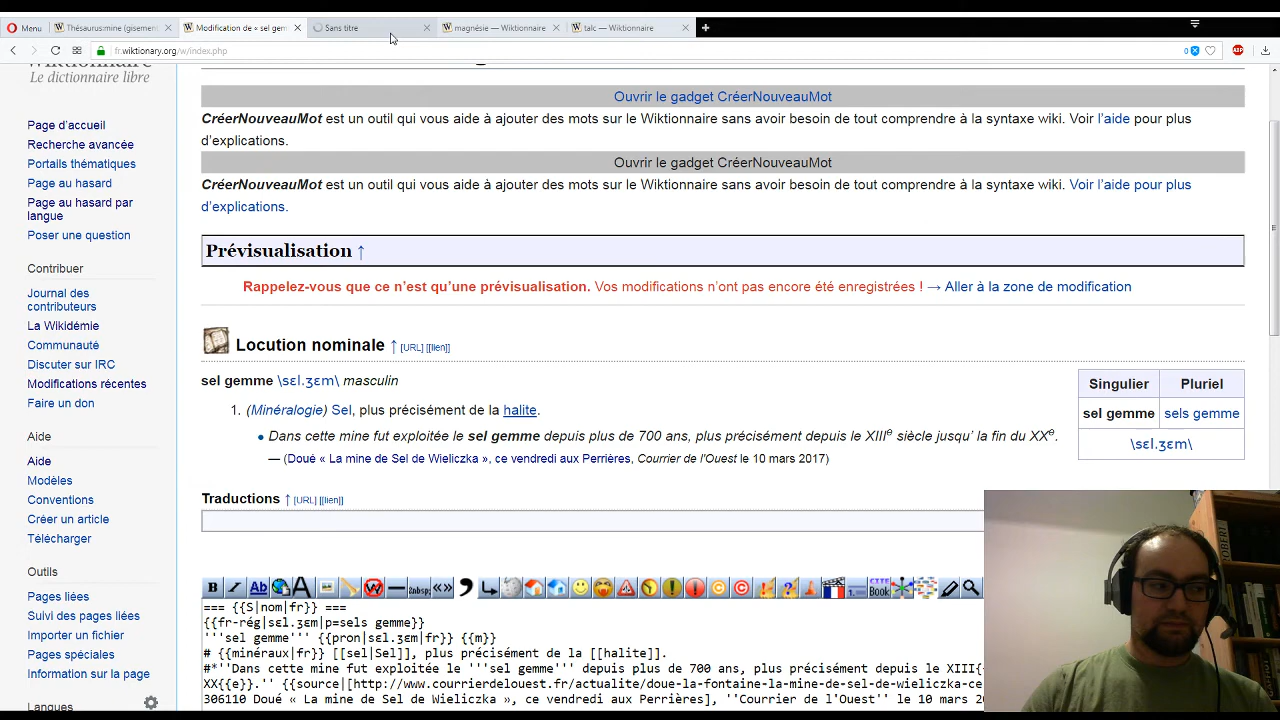 Menu
Thésaurus:mine (gisement
Modification de « sel gem
Sans titre
magnésie — Wiktionnaire
talc — Wiktionnaire
fr.wiktionary.org/w/index.php
0
ABP
Wiktionnaire
Le dictionnaire libre
Page d’accueil
Recherche avancée
Portails thématiques
Page au hasard
Page au hasard par
langue
Poser une question
Contribuer
Journal des
contributeurs
La Wikidémie
Communauté
Discuter sur IRC
Modifications récentes
Faire un don
Aide
Aide
Modèles
Conventions
Créer un article
Télécharger
Outils
Pages liées
Suivi des pages liées
Importer un fichier
Pages spéciales
Information sur la page
Langues
Ouvrir le gadget CréerNouveauMot
CréerNouveauMot est un outil qui vous aide à ajouter des mots sur le Wiktionnaire sans avoir besoin de tout comprendre à la syntaxe wiki. Voir l’aide pour plus
d’explications.
Ouvrir le gadget CréerNouveauMot
CréerNouveauMot est un outil qui vous aide à ajouter des mots sur le Wiktionnaire sans avoir besoin de tout comprendre à la syntaxe wiki. Voir l’aide pour plus
d’explications.
Prévisualisation ↑
Rappelez-vous que ce n’est qu’une prévisualisation. Vos modifications n’ont pas encore été enregistrées ! → Aller à la zone de modification
Locution nominale ↑ [URL] [[lien]]
sel gemme \sɛl.ʒɛm\ masculin
1. (Minéralogie) Sel, plus précisément de la halite.
• Dans cette mine fut exploitée le sel gemme depuis plus de 700 ans, plus précisément depuis le XIIIe siècle jusqu’ la fin du XXe.
— (Doué « La mine de Sel de Wieliczka », ce vendredi aux Perrières, Courrier de l’Ouest le 10 mars 2017)
Singulier Pluriel
sel gemme sels gemme
\sɛl.ʒɛm\
Traductions ↑ [URL] [[lien]]
=== {{S|nom|fr}} ===
{{fr-rég|sɛl.ʒɛm|p=sels gemme}}
'''sel gemme''' {{pron|sɛl.ʒɛm|fr}} {{m}}
# {{minéraux|fr}} [[sel|Sel]], plus précisément de la [[halite]].
#*''Dans cette mine fut exploitée le '''sel gemme''' depuis plus de 700 ans, plus précisément depuis le XIII{
XX{{e}}.'' {{source|[http://www.courrierdelouest.fr/actualite/doue-la-fontaine-la-mine-de-sel-de-wieliczka-ce
306110 Doué « La mine de Sel de Wieliczka », ce vendredi aux Perrières], ''Courrier de l'Ouest'' le 10 mars